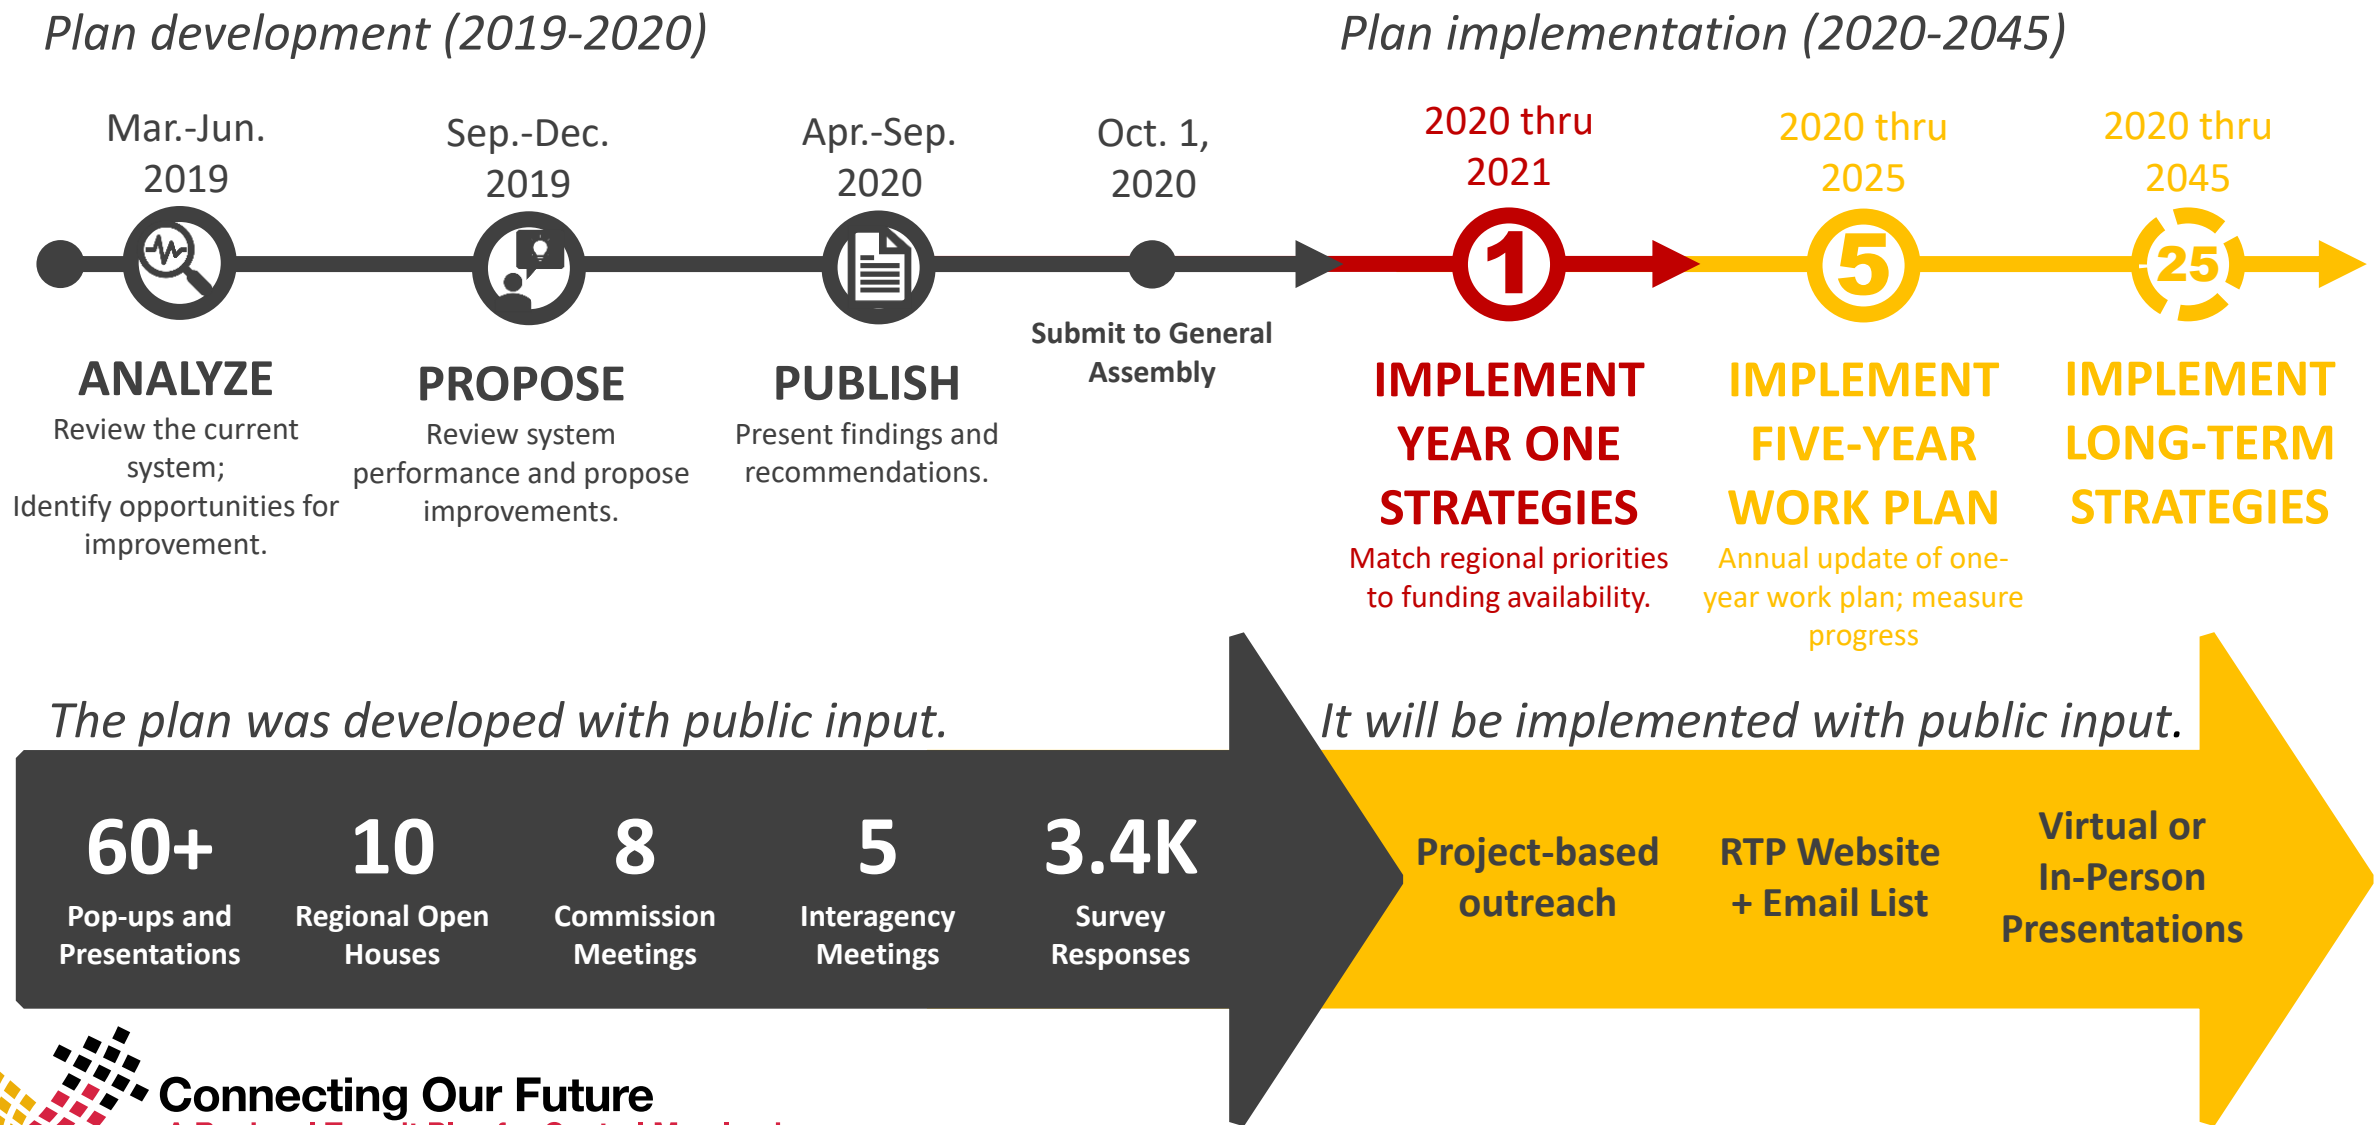 Plan development (2019-2020)
Plan implementation (2020-2045)
Mar.-Jun.
2019
ANALYZE
Review the current
system;
Identify opportunities for
improvement.
Sep.-Dec.
2019
PROPOSE
Review system
performance and propose
improvements.
Apr.-Sep.
2020
PUBLISH
Present findings and
recommendations.
Oct. 1,
2020
Submit to General
Assembly
2020 thru
2021
1
IMPLEMENT
YEAR ONE
STRATEGIES
Match regional priorities
to funding availability.
2020 thru
2025
5
IMPLEMENT
FIVE-YEAR
WORK PLAN
Annual update of one-
year work plan; measure
progress
2020 thru
2045
25
IMPLEMENT
LONG-TERM
STRATEGIES
The plan was developed with public input.
60+
Pop-ups and
Presentations
10
Regional Open
Houses
8
Commission
Meetings
5
Interagency
Meetings
3.4K
Survey
Responses
It will be implemented with public input.
Project-based
outreach
RTP Website
+ Email List
Virtual or
In-Person
Presentations
Connecting Our Future
A Regional Transit Plan for Central Maryland